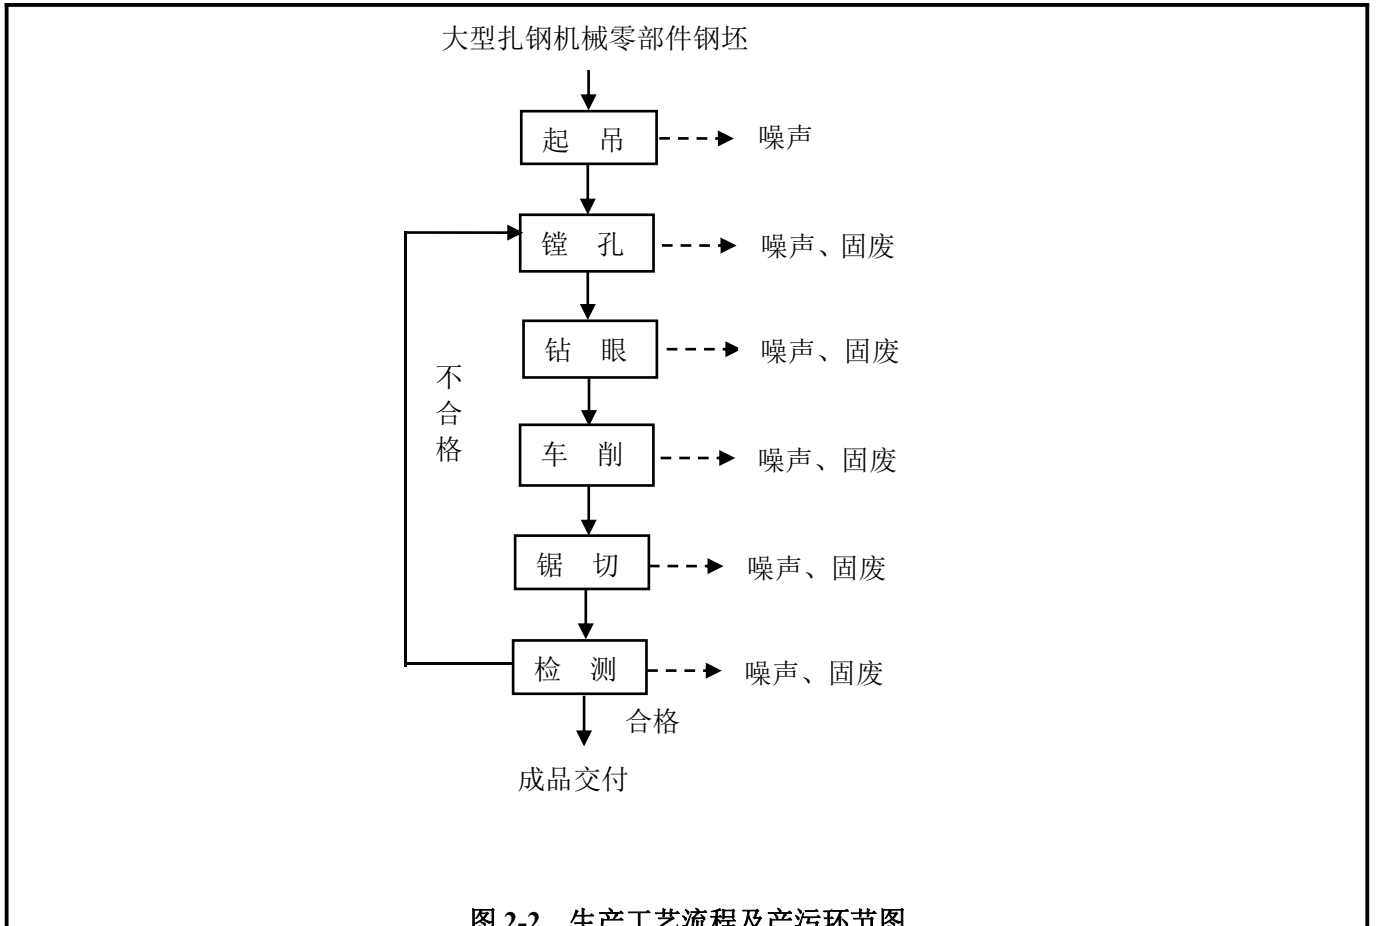 大型扎钢机械零部件钢坯
起 吊
噪声
镗 孔
噪声、固废
钻 眼
噪声、固废
不合格
车 削
噪声、固废
锯 切
噪声、固废
检 测
噪声、固废
合格
成品交付
图 2-2 生产工艺流程及产污环节图